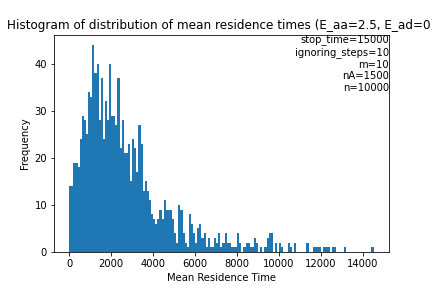 Histogram of distribution of mean residence times (E_aa=2.5, E_ad=0
stop_time=15000
ignoring_steps=10
m=10
nA=1500
n=10000
Frequency
40
30
20
10
0
0 2000 4000 6000 8000 10000 12000 14000
Mean Residence Time